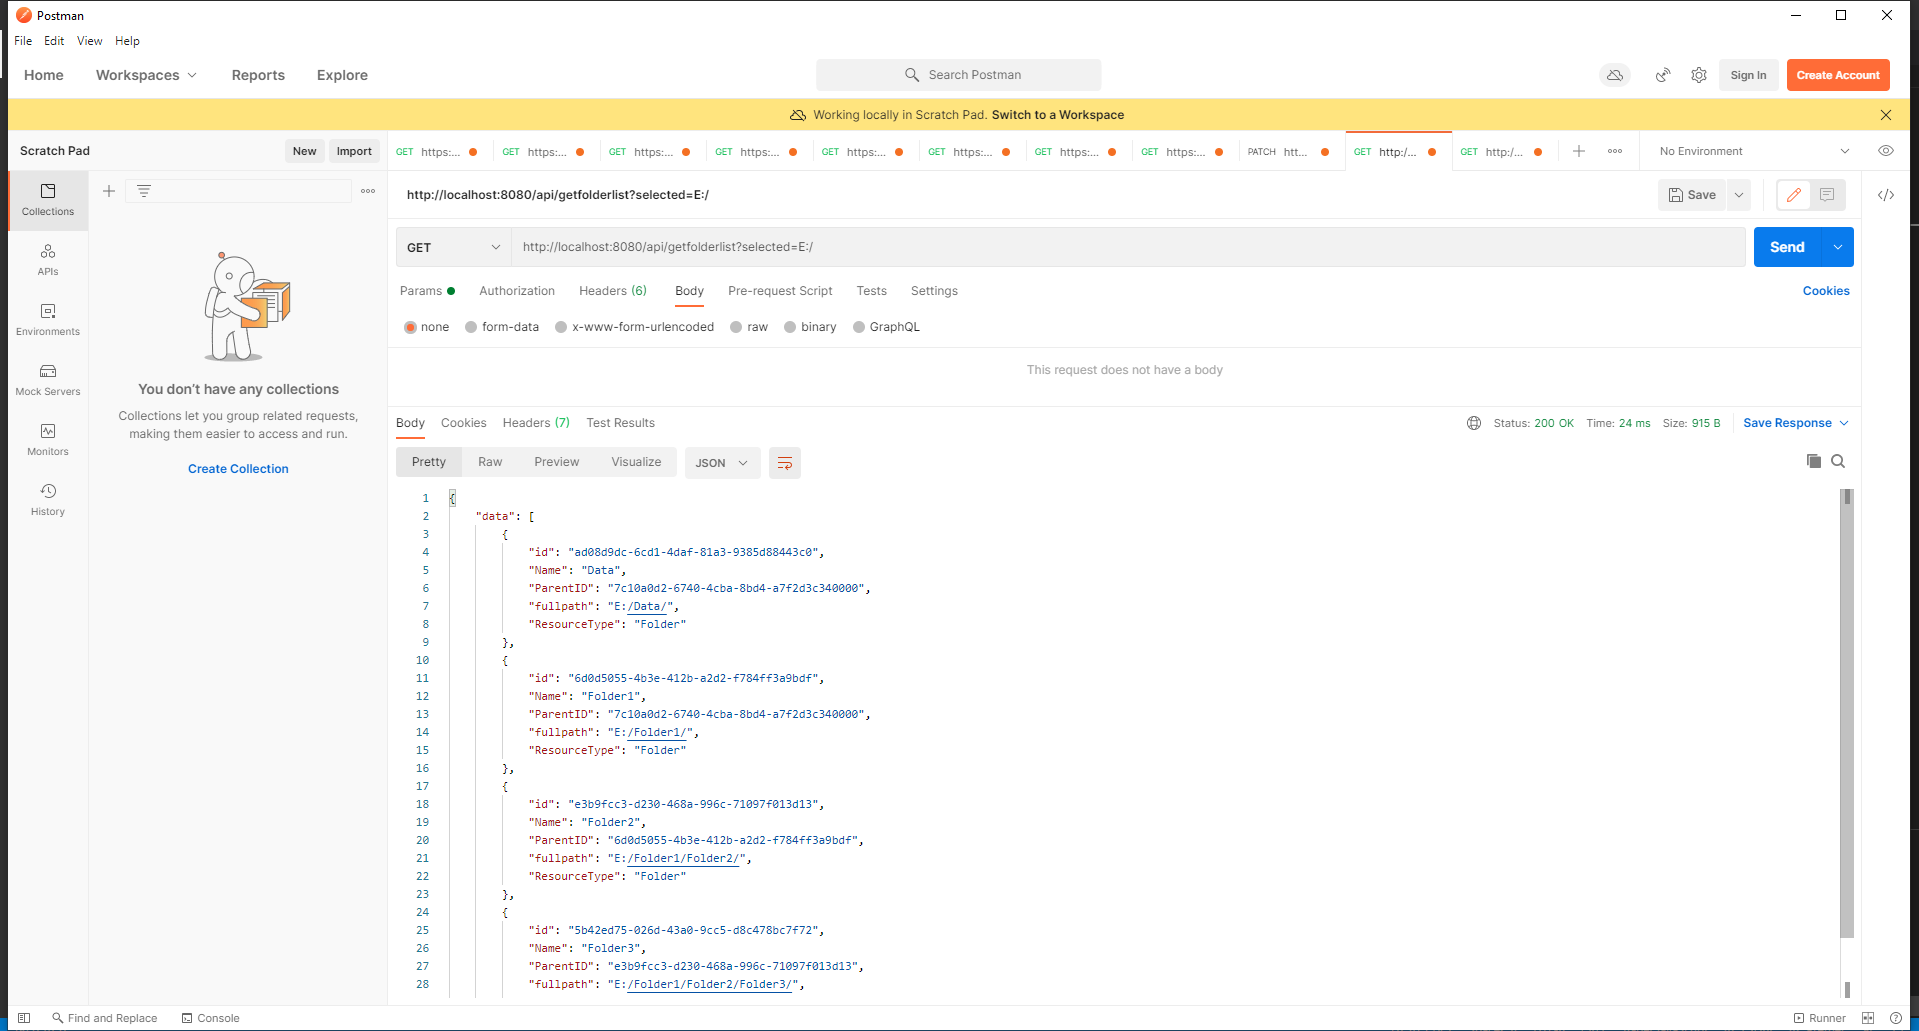 Postman
File Edit View Help
Home Workspaces Reports Explore Search Postman Sign In Create Account
Working locally in Scratch Pad. Switch to a Workspace
Scratch Pad New Import GET https:... GET https:... GET https:... GET https:... GET https:... GET https:... GET https:... GET https:... PATCH htt... GET http:/... GET http:/... No Environment
http://localhost:8080/api/getfolderlist?selected=E:/ Save
GET http://localhost:8080/api/getfolderlist?selected=E:/ Send
Params Authorization Headers (6) Body Pre-request Script Tests Settings Cookies
none form-data x-www-form-urlencoded raw binary GraphQL
This request does not have a body
Collections
APIs
Environments
Mock Servers
Monitors
History
You don't have any collections
Collections let you group related requests,
making them easier to access and run.
Create Collection
Body Cookies Headers (7) Test Results Status: 200 OK Time: 24 ms Size: 915 B Save Response
Pretty Raw Preview Visualize JSON
1 {
2 "data": [
3 {
4 "id": "ad08d9dc-6cd1-4daf-81a3-9385d88443c0",
5 "Name": "Data",
6 "ParentID": "7c10a0d2-6740-4cba-8bd4-a7f2d3c340000",
7 "fullpath": "E:/Data/",
8 "ResourceType": "Folder"
9 },
10 {
11 "id": "6d0d5055-4b3e-412b-a2d2-f784ff3a9bdf",
12 "Name": "Folder1",
13 "ParentID": "7c10a0d2-6740-4cba-8bd4-a7f2d3c340000",
14 "fullpath": "E:/Folder1/",
15 "ResourceType": "Folder"
16 },
17 {
18 "id": "e3b9fcc3-d230-468a-996c-71097f013d13",
19 "Name": "Folder2",
20 "ParentID": "6d0d5055-4b3e-412b-a2d2-f784ff3a9bdf",
21 "fullpath": "E:/Folder1/Folder2/",
22 "ResourceType": "Folder"
23 },
24 {
25 "id": "5b42ed75-026d-43a0-9cc5-d8c478bc7f72",
26 "Name": "Folder3",
27 "ParentID": "e3b9fcc3-d230-468a-996c-71097f013d13",
28 "fullpath": "E:/Folder1/Folder2/Folder3/",
Find and Replace Console Runner